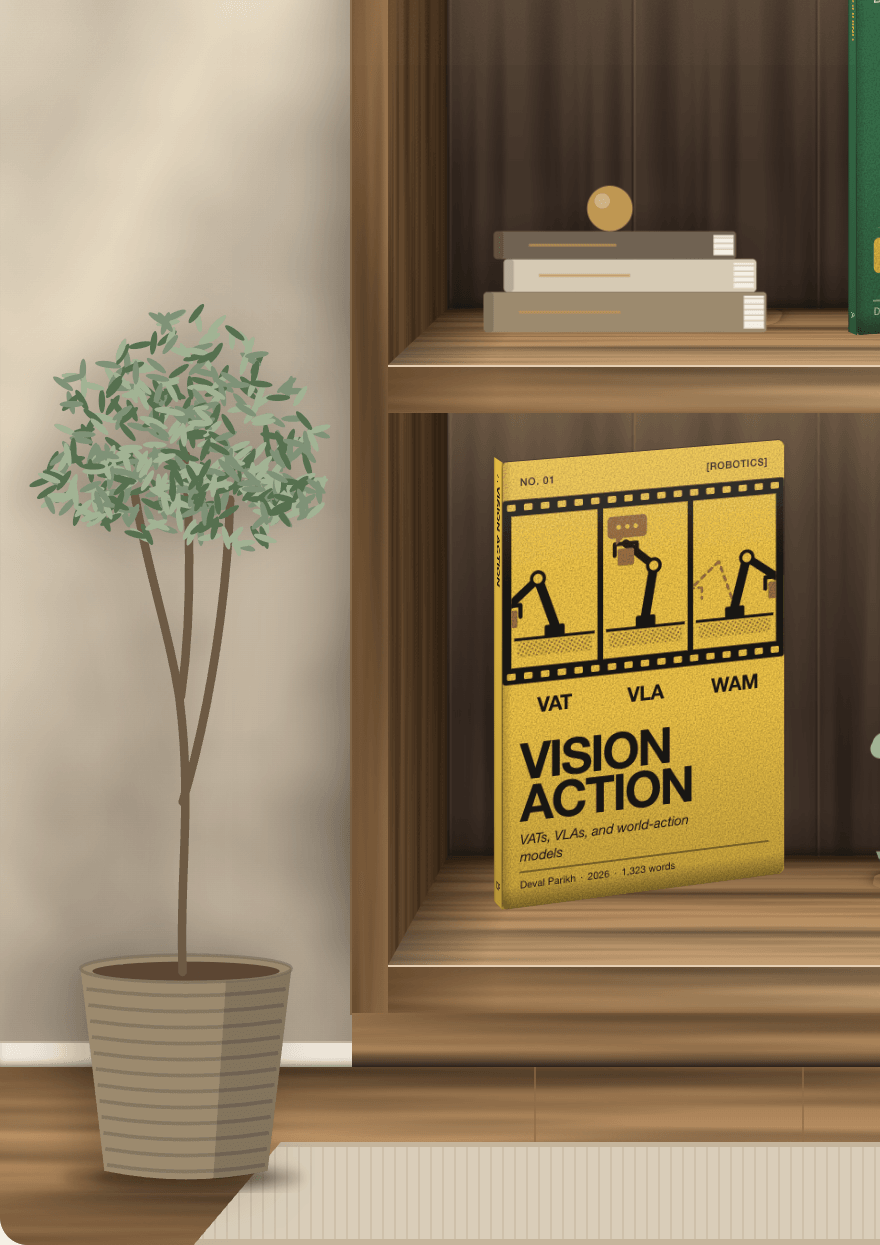 NO. 01
[ROBOTICS]
VAT
VLA
WAM
VISION
ACTION
VATs, VLAs, and world-action
models
Deval Parikh · 2026 · 1,323 words
VISION ACTION